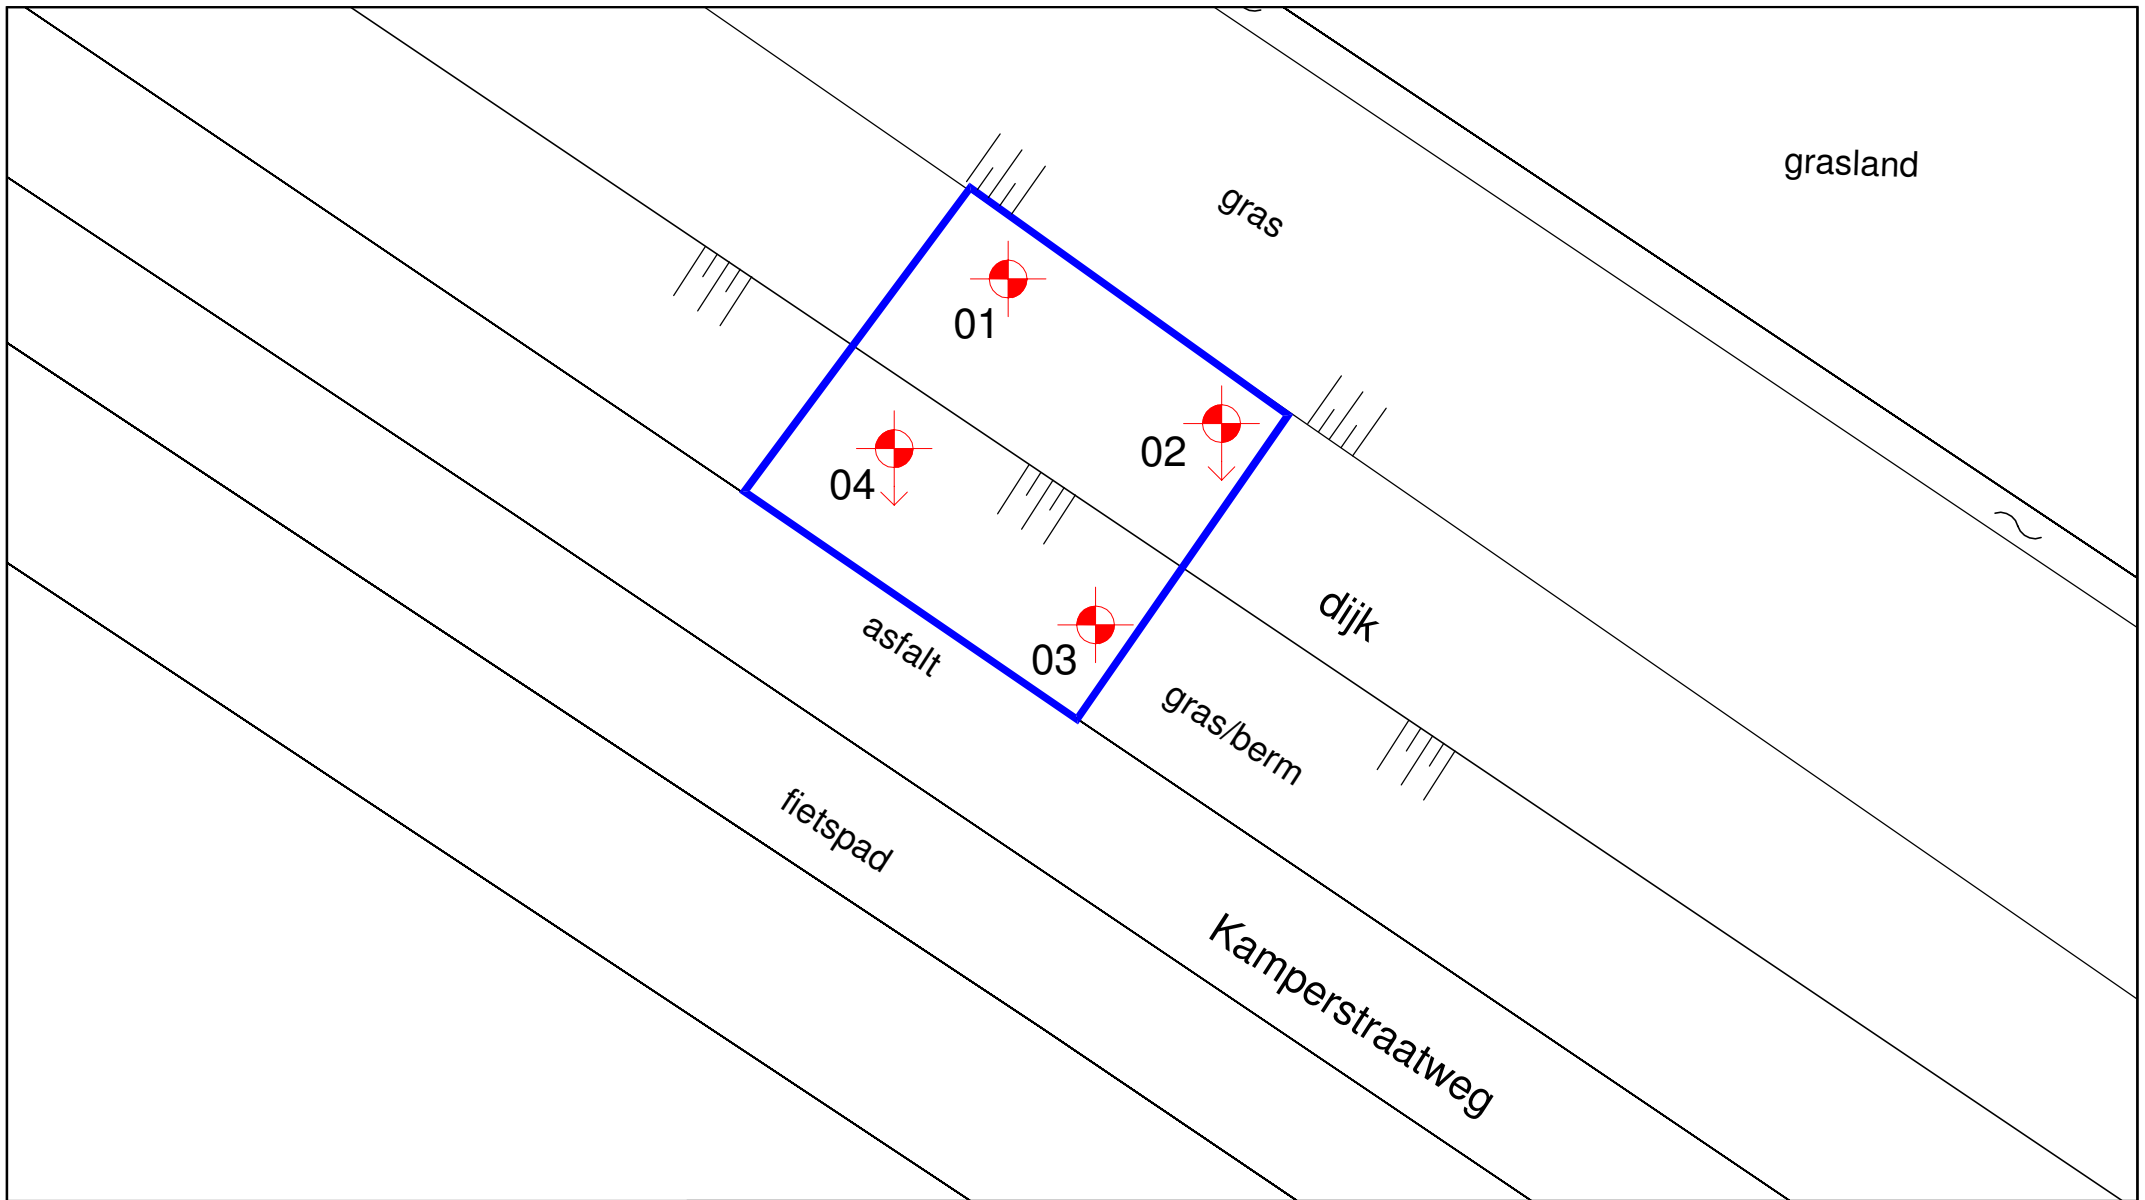 grasland
gras
01
02
04
dijk
asfalt
03
gras/berm
fietspad
Kamperstraatweg